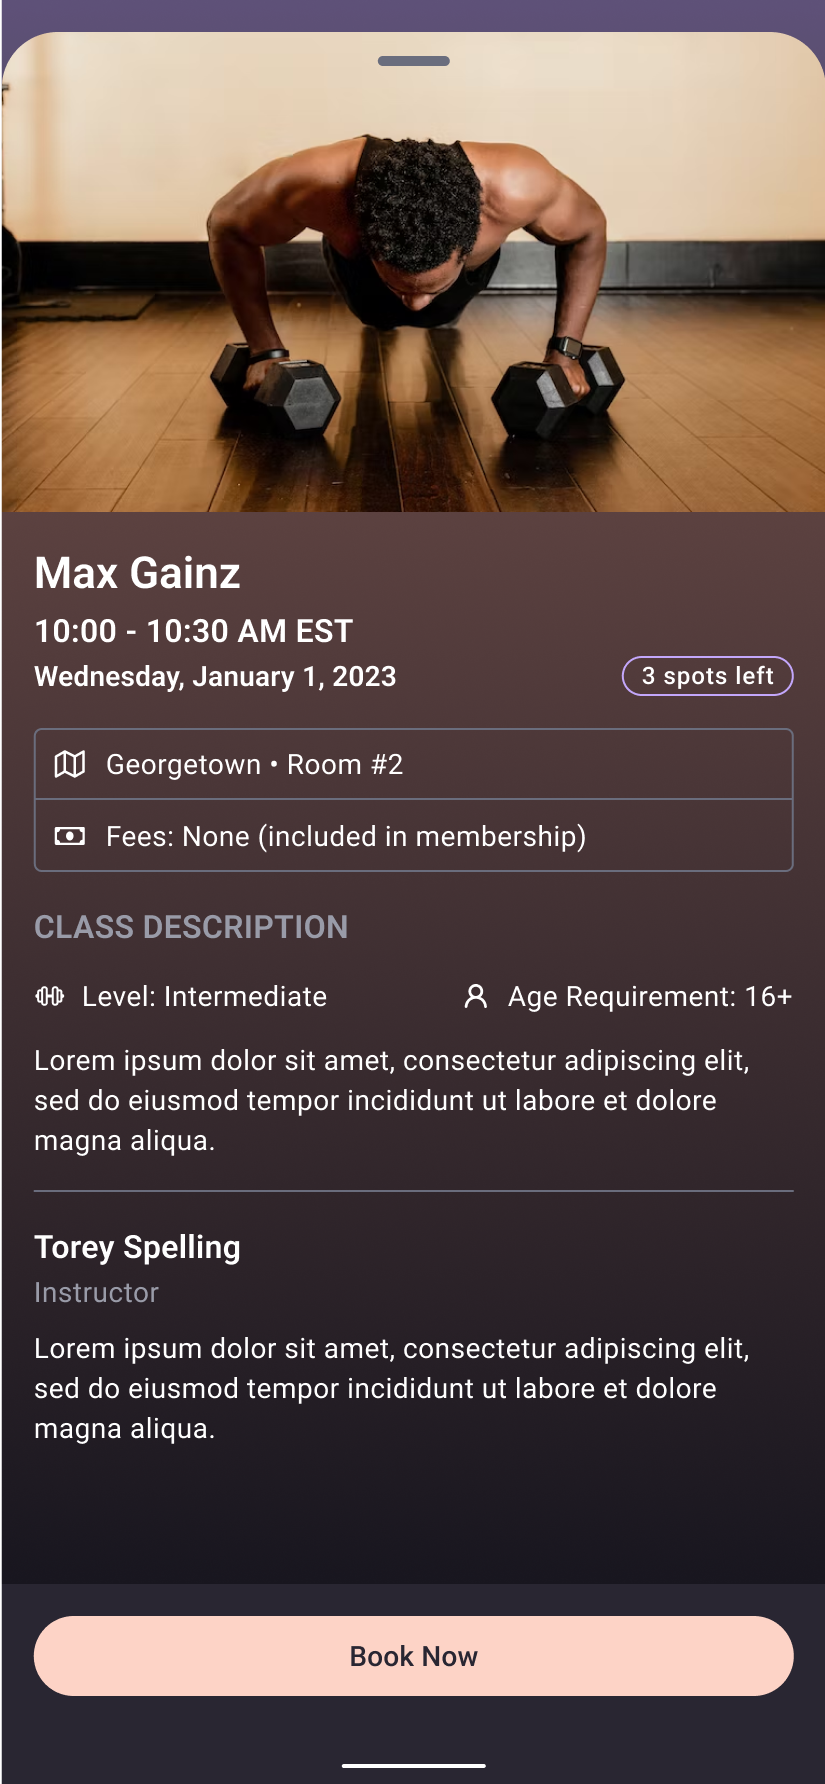 Max Gainz
10:00 - 10:30 AM EST
Wednesday, January 1, 2023
3 spots left
Georgetown • Room #2
Fees: None (included in membership)
CLASS DESCRIPTION
Level: Intermediate
Age Requirement: 16+
Lorem ipsum dolor sit amet, consectetur adipiscing elit,
sed do eiusmod tempor incididunt ut labore et dolore
magna aliqua.
Torey Spelling
Instructor
Lorem ipsum dolor sit amet, consectetur adipiscing elit,
sed do eiusmod tempor incididunt ut labore et dolore
magna aliqua.
Book Now